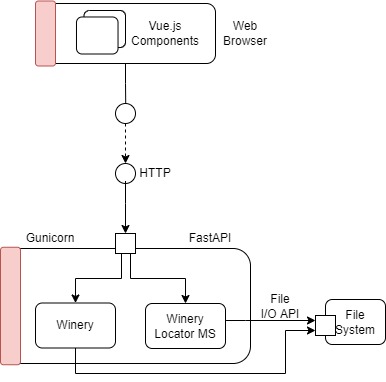 Vue.js
Components
Web
Browser
HTTP
Gunicorn
FastAPI
Winery
Winery
Locator MS
File
I/O API
File
System